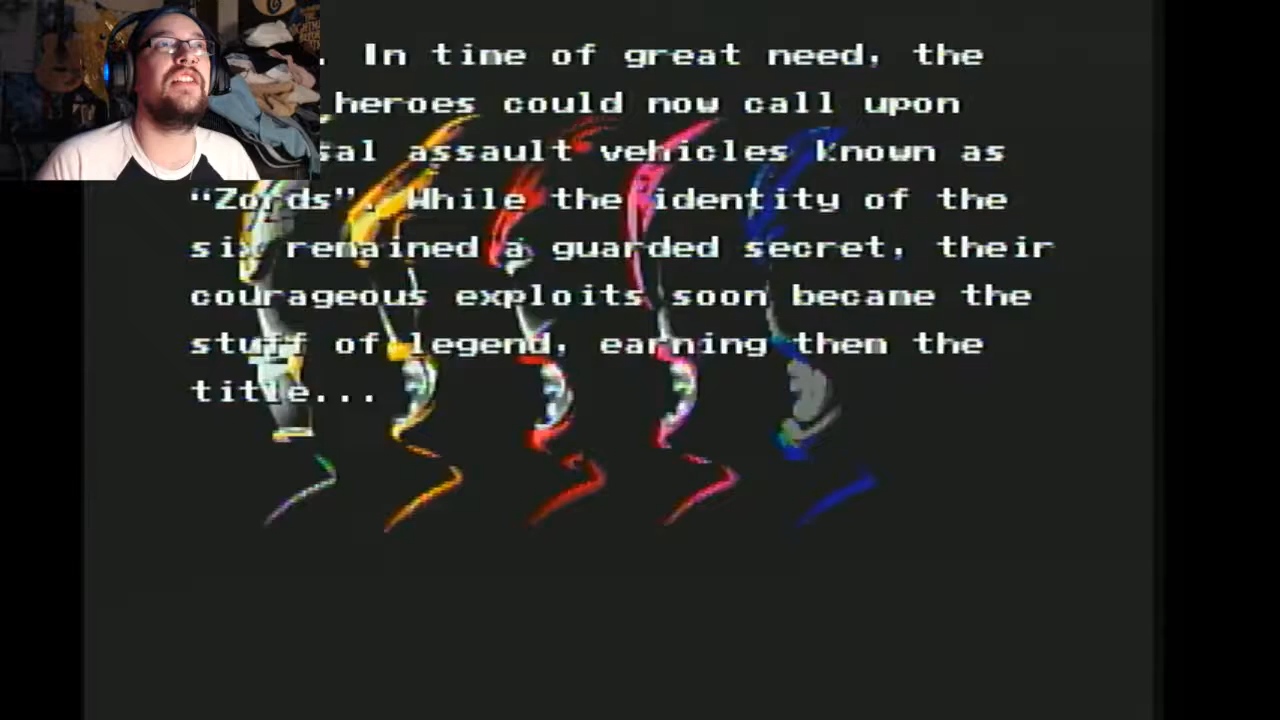 . In time of great need, the
heroes could now call upon
sal assault vehicles known as
“Zords”. While the identity of the
six remained a guarded secret, their
courageous exploits soon became the
stuff of legend, earning them the
title...